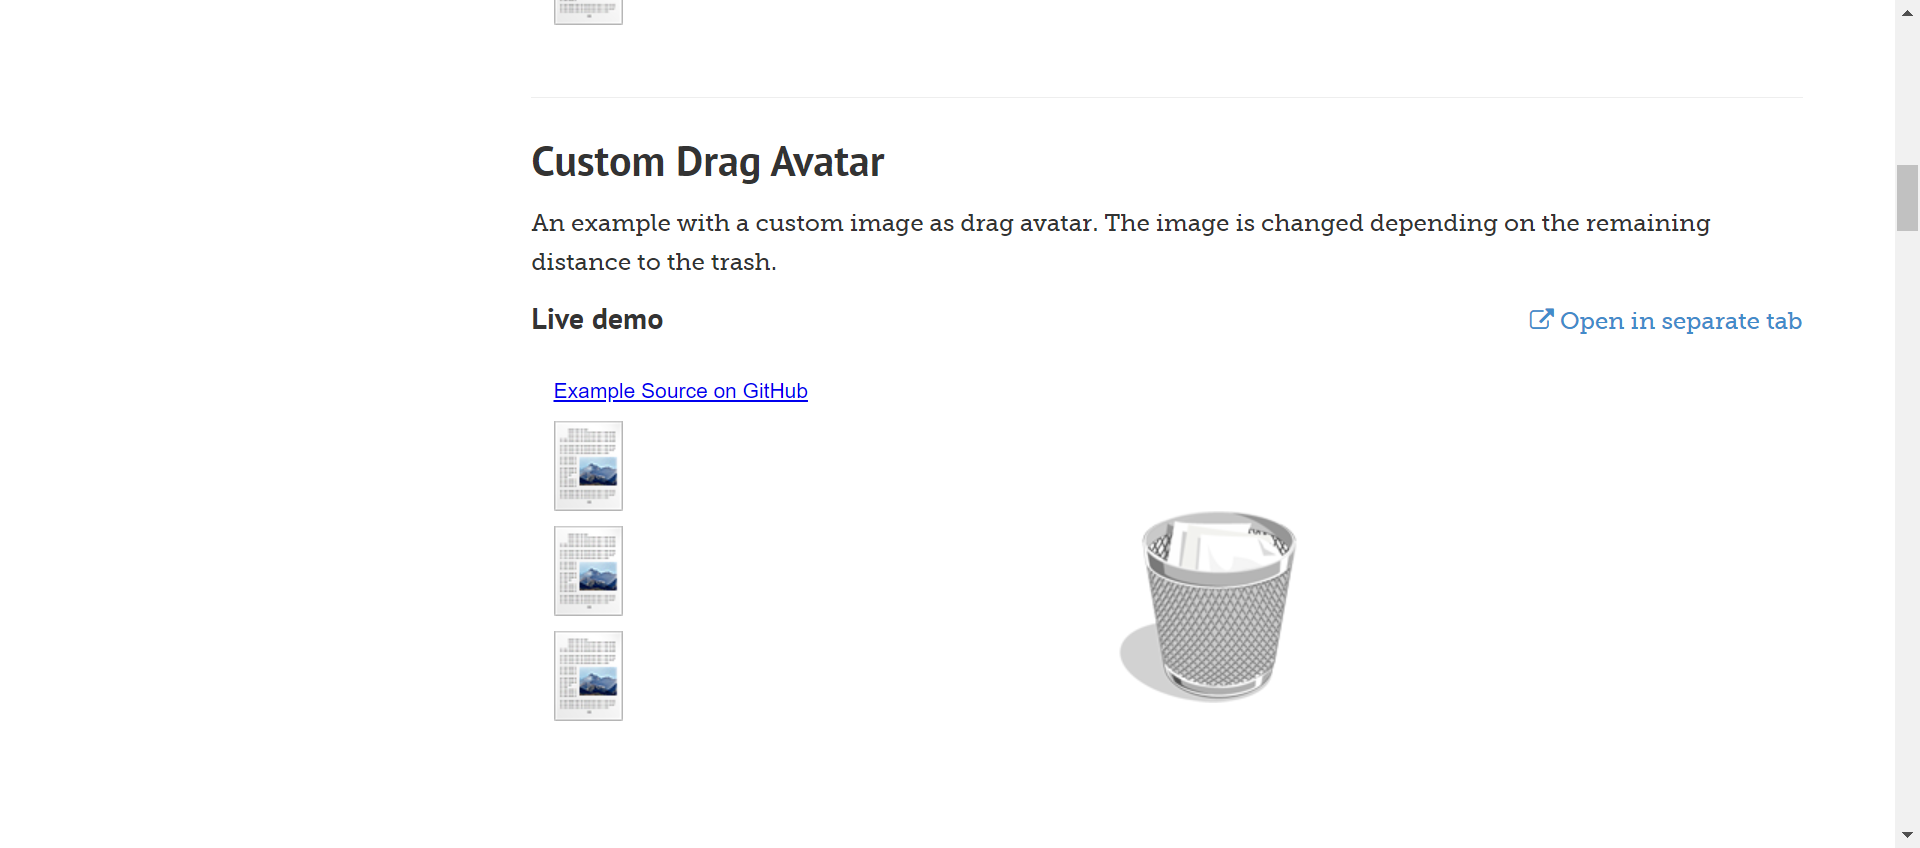 Custom Drag Avatar
An example with a custom image as drag avatar. The image is changed depending on the remaining
distance to the trash.
Live demo
Open in separate tab
Example Source on GitHub